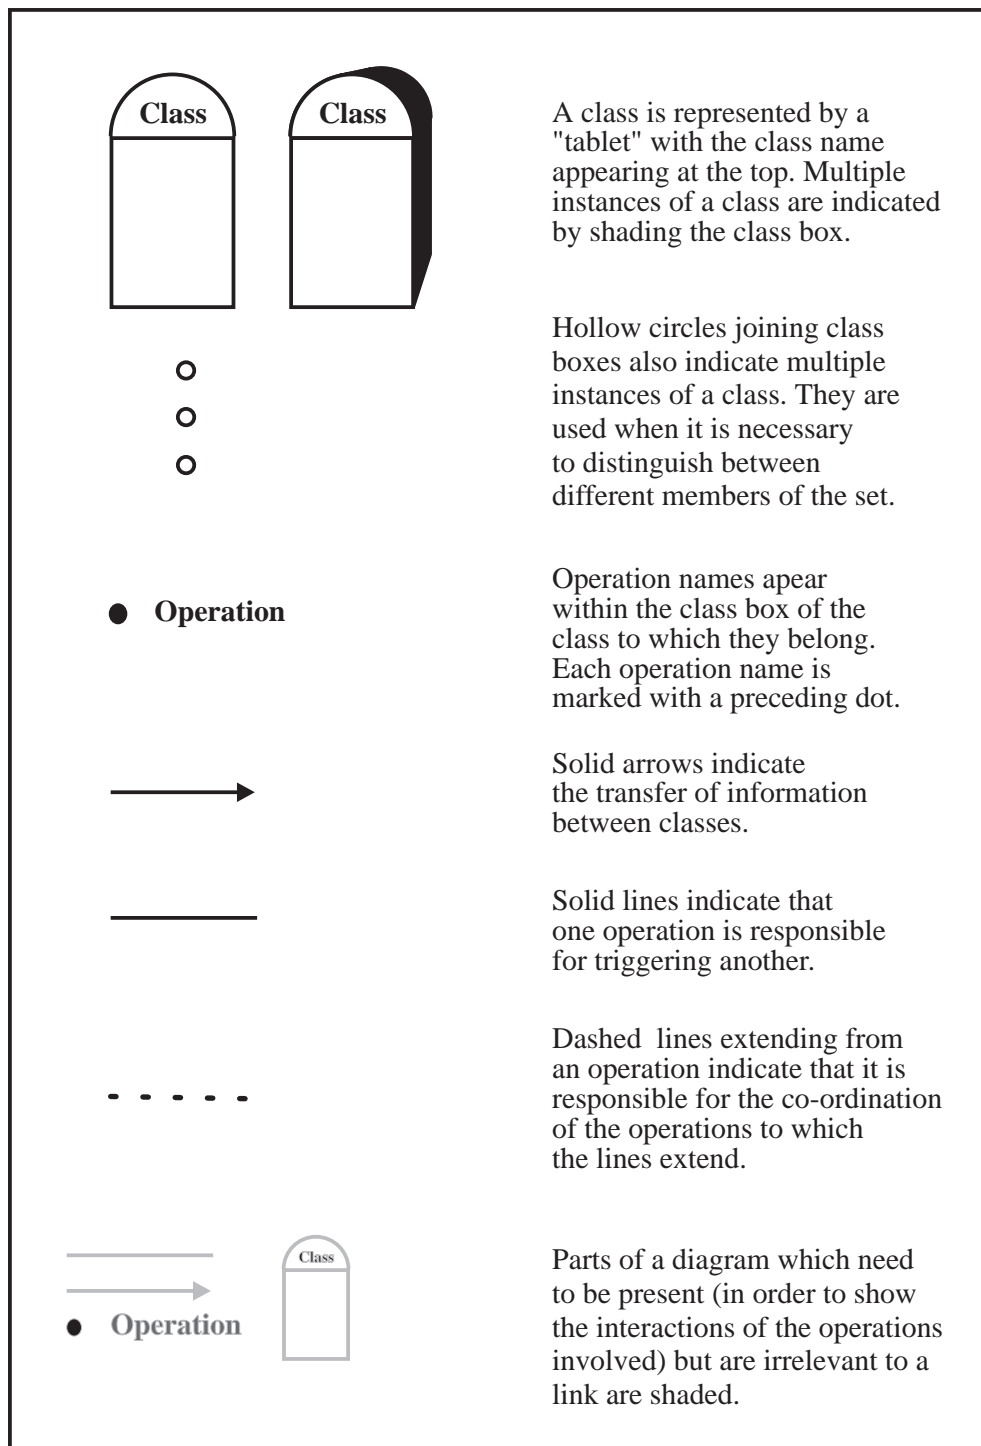 Class
Class
A class is represented by a
"tablet" with the class name
appearing at the top. Multiple
instances of a class are indicated
by shading the class box.
Hollow circles joining class
boxes also indicate multiple
instances of a class. They are
used when it is necessary
to distinguish between
different members of the set.
Operation
Operation names apear
within the class box of the
class to which they belong.
Each operation name is
marked with a preceding dot.
Solid arrows indicate
the transfer of information
between classes.
Solid lines indicate that
one operation is responsible
for triggering another.
Dashed lines extending from
an operation indicate that it is
responsible for the co-ordination
of the operations to which
the lines extend.
Class
Operation
Parts of a diagram which need
to be present (in order to show
the interactions of the operations
involved) but are irrelevant to a
link are shaded.